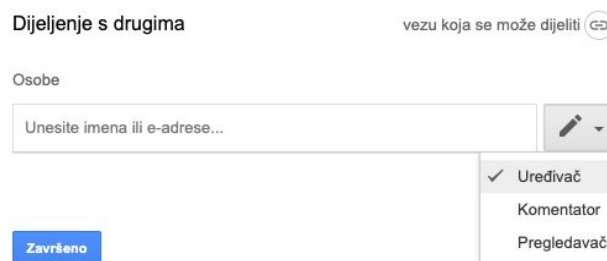 Dijeljenje s drugima
vezu koja se može dijeliti
Osobe
Unesite imena ili e-adrese...
Uređivač
Komentator
Pregledavač
Završeno